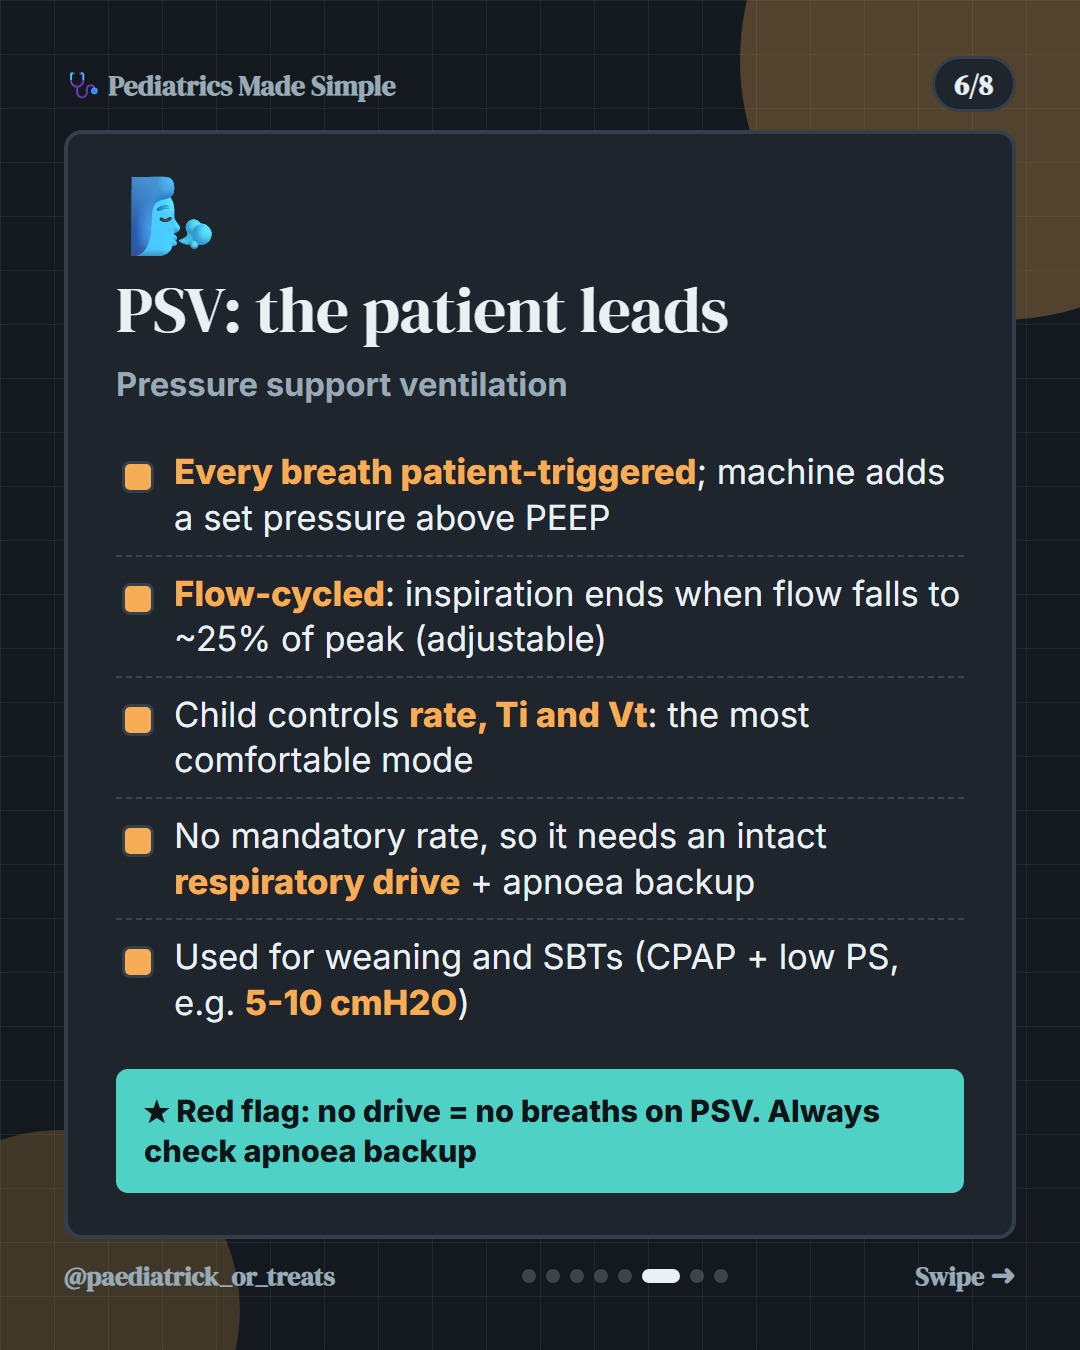 Pediatrics Made Simple
6/8
PSV: the patient leads
Pressure support ventilation
Every breath patient-triggered; machine adds
a set pressure above PEEP
Flow-cycled: inspiration ends when flow falls to
~25% of peak (adjustable)
Child controls rate, Ti and Vt: the most
comfortable mode
No mandatory rate, so it needs an intact
respiratory drive + apnoea backup
Used for weaning and SBTs (CPAP + low PS,
e.g. 5-10 cmH2O)
★ Red flag: no drive = no breaths on PSV. Always
check apnoea backup
@paediatrick_or_treats
Swipe →